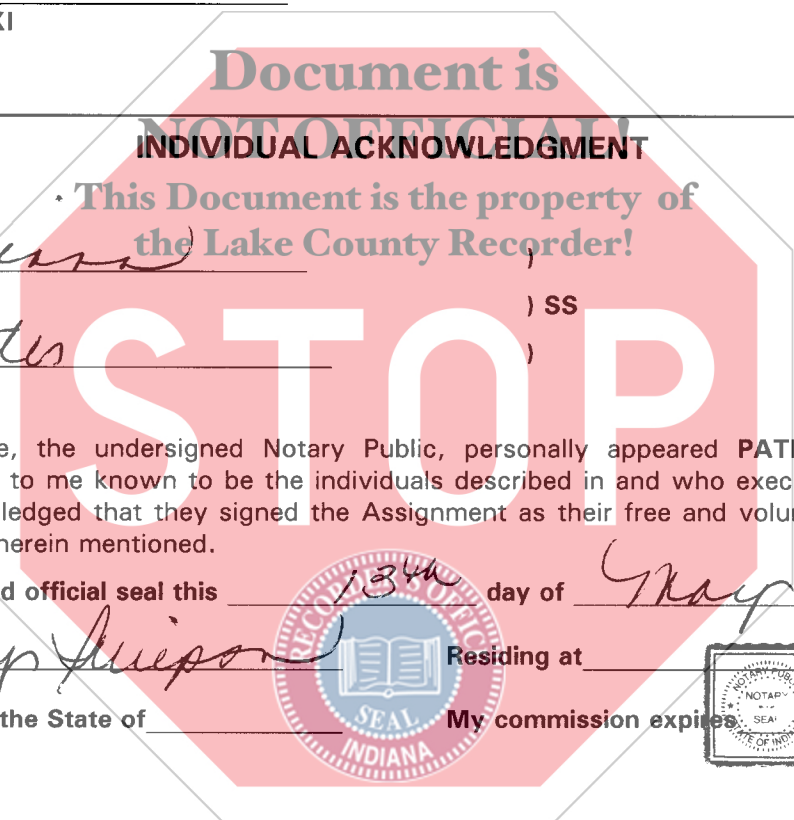 KI
Document is
NOT OFFICIAL!
INDIVIDUAL ACKNOWLEDGMENT
This Document is the property of
the Lake County Recorder!
)
) SS
)
STOP
e, the undersigned Notary Public, personally appeared PATI
to me known to be the individuals described in and who exec
ledged that they signed the Assignment as their free and volu
herein mentioned.
d official seal this 13th day of May
Residing at
the State of My commission expires
RECORDER'S OFFICE
SEAL
INDIANA
NOTARY PUBLIC
NOTARY
SEAL